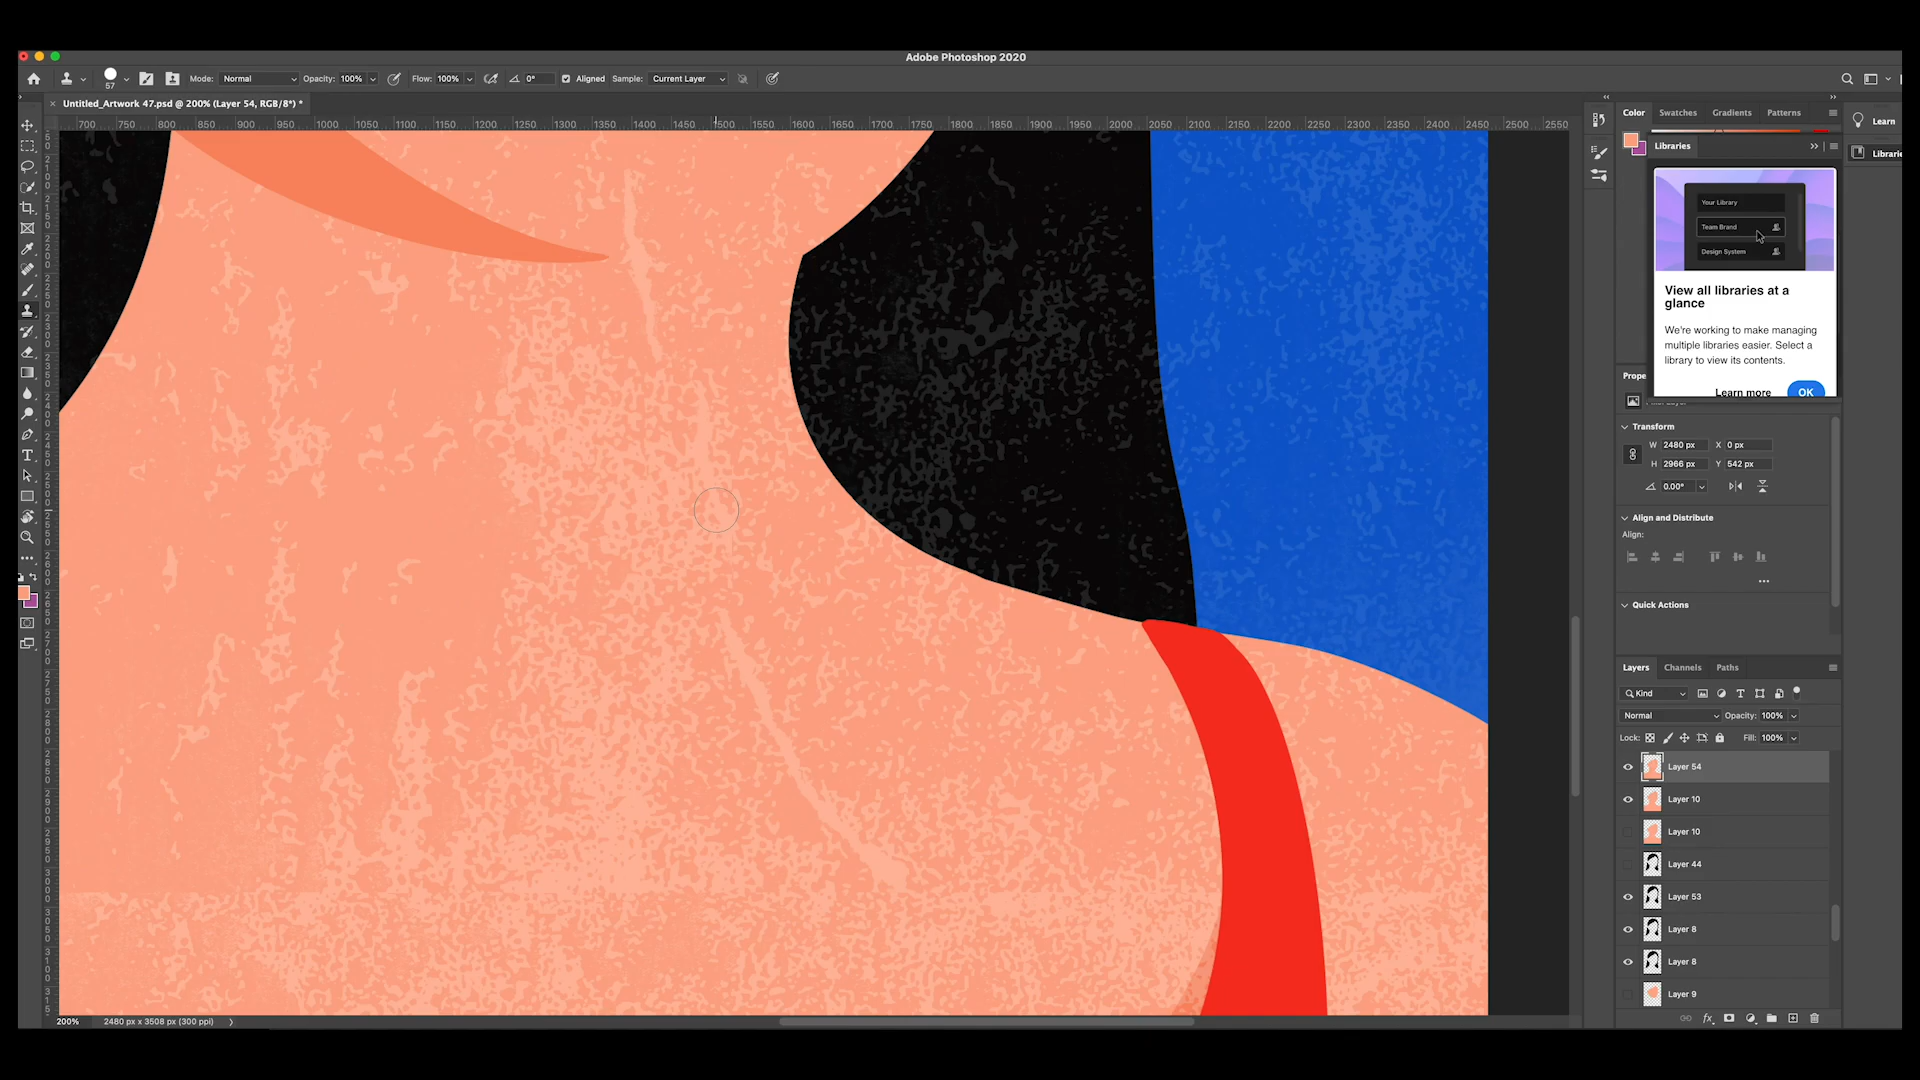 Adobe Photoshop 2020
57
Mode: Normal
Opacity: 100%
Flow: 100%
0°
Aligned
Sample: Current Layer
× Untitled_Artwork 47.psd @ 200% (Layer 54, RGB/8*) *
700 750 800 850 900 950 1000 1050 1100 1150 1200 1250 1300 1350 1400 1450 1500 1550 1600 1650 1700 1750 1800 1850 1900 1950 2000 2050 2100 2150 2200 2250 2300 2350 2400 2450 2500 2550
Color Swatches Gradients Patterns
Learn
Libraries
Librarie
Your Library
Team Brand
Design System
View all libraries at a
glance
We're working to make managing
multiple libraries easier. Select a
library to view its contents.
Learn more OK
Prope
Transform
W 2480 px X 0 px
H 2966 px Y 542 px
0.00°
Align and Distribute
Align:
Quick Actions
Layers Channels Paths
Kind
Normal Opacity: 100%
Lock: Fill: 100%
Layer 54
Layer 10
Layer 10
Layer 44
Layer 53
Layer 8
Layer 8
Layer 9
fx
200% 2480 px x 3508 px (300 ppi)